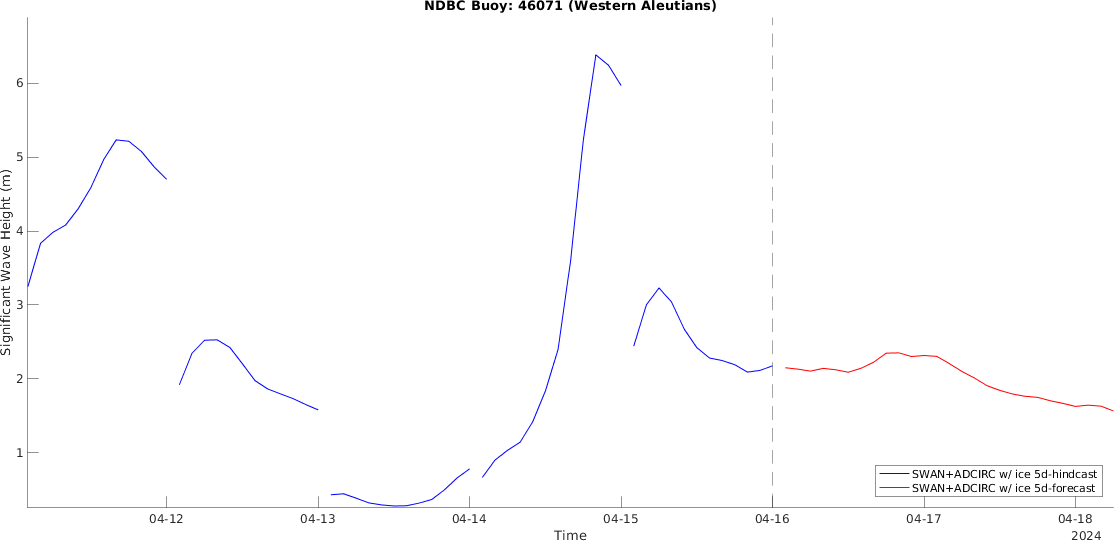 NDBC Buoy: 46071 (Western Aleutians)
Significant Wave Height (m)
6
5
4
3
2
1
SWAN+ADCIRC w/ ice 5d-hindcast
SWAN+ADCIRC w/ ice 5d-forecast
04-12 04-13 04-14 04-15 04-16 04-17 04-18
Time
2024